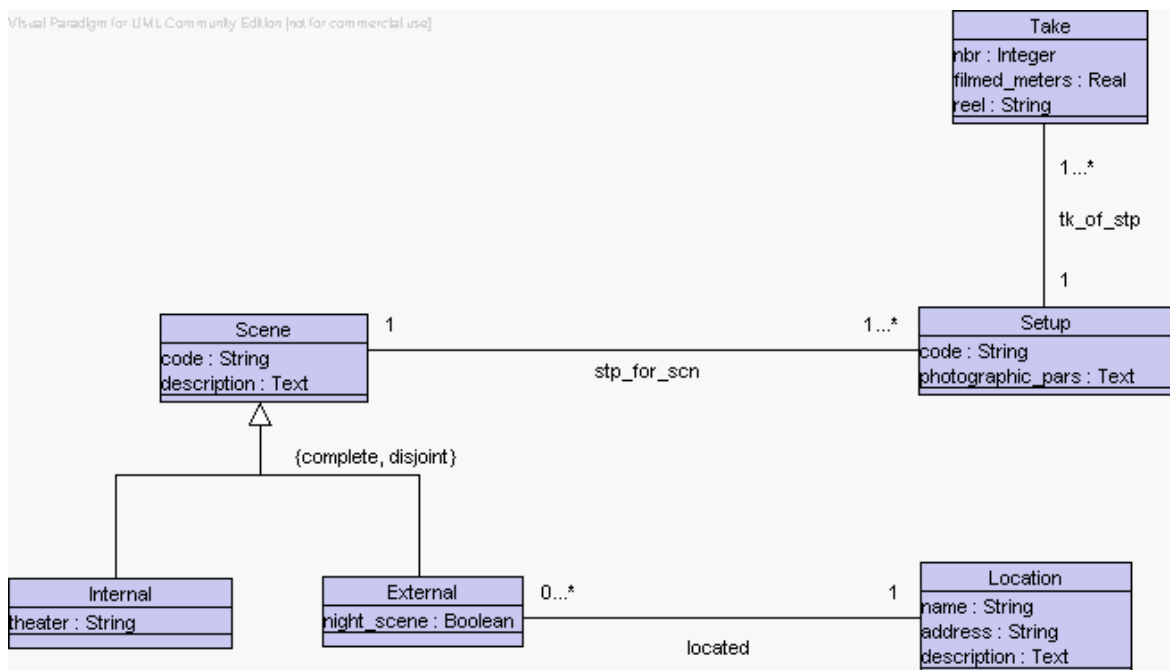 Visual Paradigm for UML Community Edition [not for commercial use]
Take
nbr : Integer
filmed_meters : Real
reel : String
1...*
tk_of_stp
1
Scene
code : String
description : Text
1
1...*
stp_for_scn
Setup
code : String
photographic_pars : Text
{complete, disjoint}
Internal
theater : String
External
night_scene : Boolean
0...*
1
located
Location
name : String
address : String
description : Text